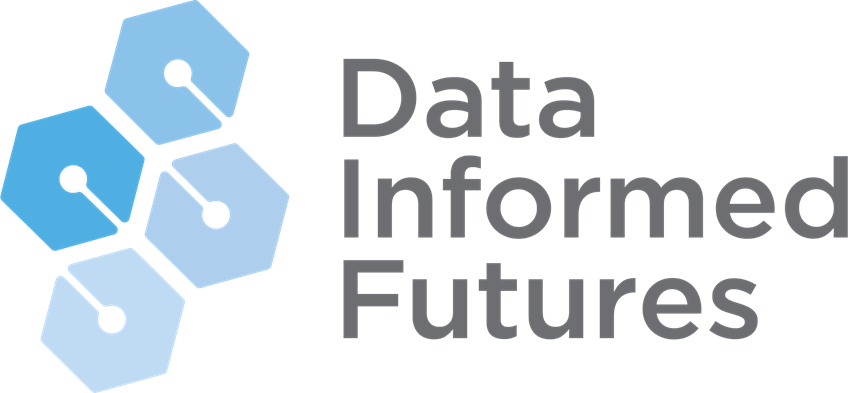 Data
Informed
Futures